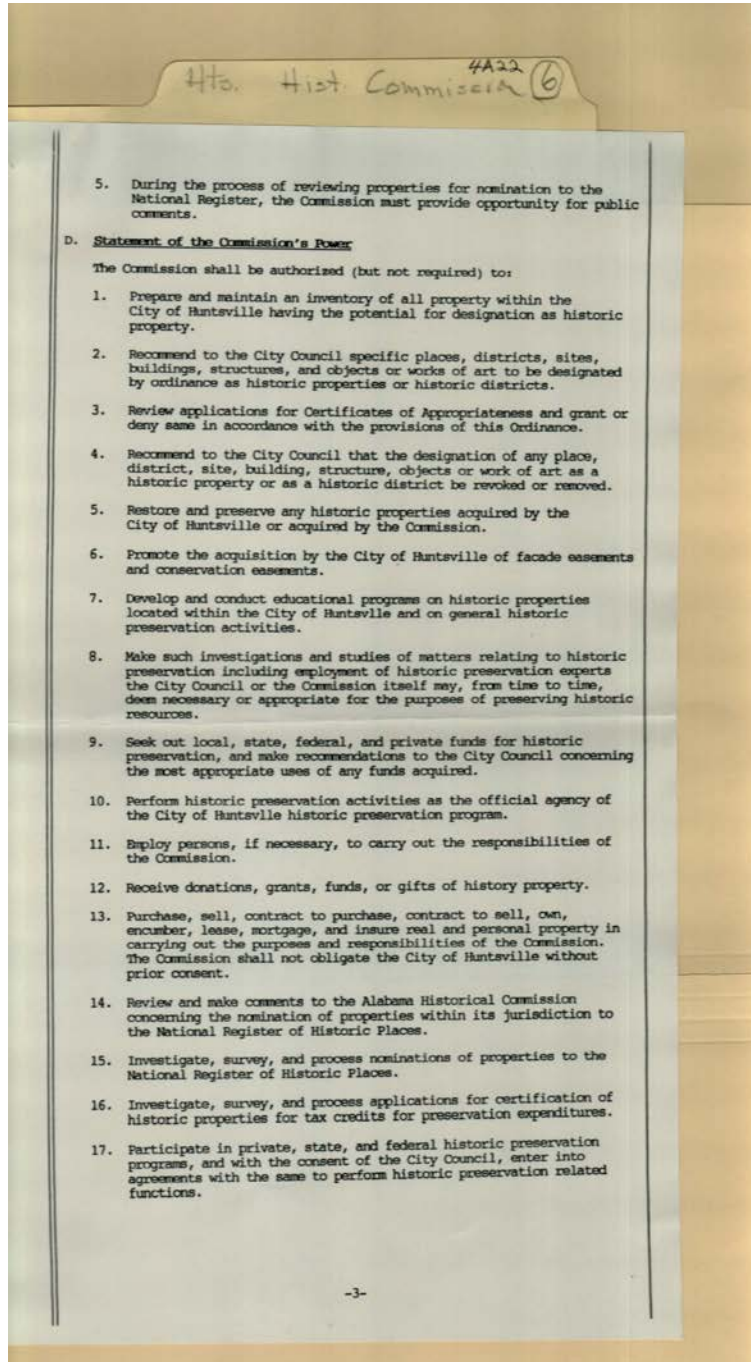 4A22
Hts. Hist Commission 6
5. During the process of reviewing properties for nomination to the
National Register, the Commission must provide opportunity for public
comments.
D. Statement of the Commission's Power
The Commission shall be authorized (but not required) to:
1. Prepare and maintain an inventory of all property within the
City of Huntsville having the potential for designation as historic
property.
2. Recommend to the City Council specific places, districts, sites,
buildings, structures, and objects or works of art to be designated
by ordinance as historic properties or historic districts.
3. Review applications for Certificates of Appropriateness and grant or
deny same in accordance with the provisions of this Ordinance.
4. Recommend to the City Council that the designation of any place,
district, site, building, structure, objects or work of art as a
historic property or as a historic district be revoked or removed.
5. Restore and preserve any historic properties acquired by the
City of Huntsville or acquired by the Commission.
6. Promote the acquisition by the City of Huntsville of facade easements
and conservation easements.
7. Develop and conduct educational programs on historic properties
located within the City of Huntsvlle and on general historic
preservation activities.
8. Make such investigations and studies of matters relating to historic
preservation including employment of historic preservation experts
the City Council or the Commission itself may, from time to time,
deem necessary or appropriate for the purposes of preserving historic
resources.
9. Seek out local, state, federal, and private funds for historic
preservation, and make recommendations to the City Council concerning
the most appropriate uses of any funds acquired.
10. Perform historic preservation activities as the official agency of
the City of Huntsvlle historic preservation program.
11. Employ persons, if necessary, to carry out the responsibilities of
the Commission.
12. Receive donations, grants, funds, or gifts of history property.
13. Purchase, sell, contract to purchase, contract to sell, own,
encumber, lease, mortgage, and insure real and personal property in
carrying out the purposes and responsibilities of the Commission.
The Commission shall not obligate the City of Huntsville without
prior consent.
14. Review and make comments to the Alabama Historical Commission
concerning the nomination of properties within its jurisdiction to
the National Register of Historic Places.
15. Investigate, survey, and process nominations of properties to the
National Register of Historic Places.
16. Investigate, survey, and process applications for certification of
historic properties for tax credits for preservation expenditures.
17. Participate in private, state, and federal historic preservation
programs, and with the consent of the City Council, enter into
agreements with the same to perform historic preservation related
functions.
-3-